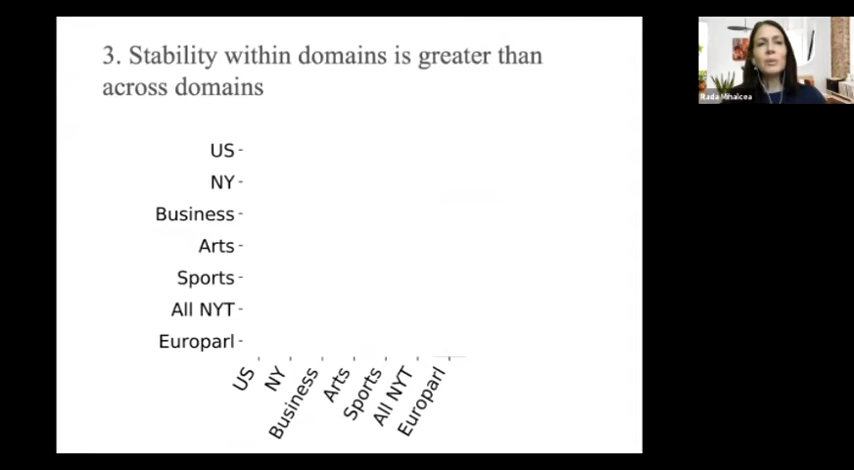 3. Stability within domains is greater than
across domains
US
NY
Business
Arts
Sports
All NYT
Europarl
US
NY
Business
Arts
Sports
All NYT
Europarl
Rada Mihalcea